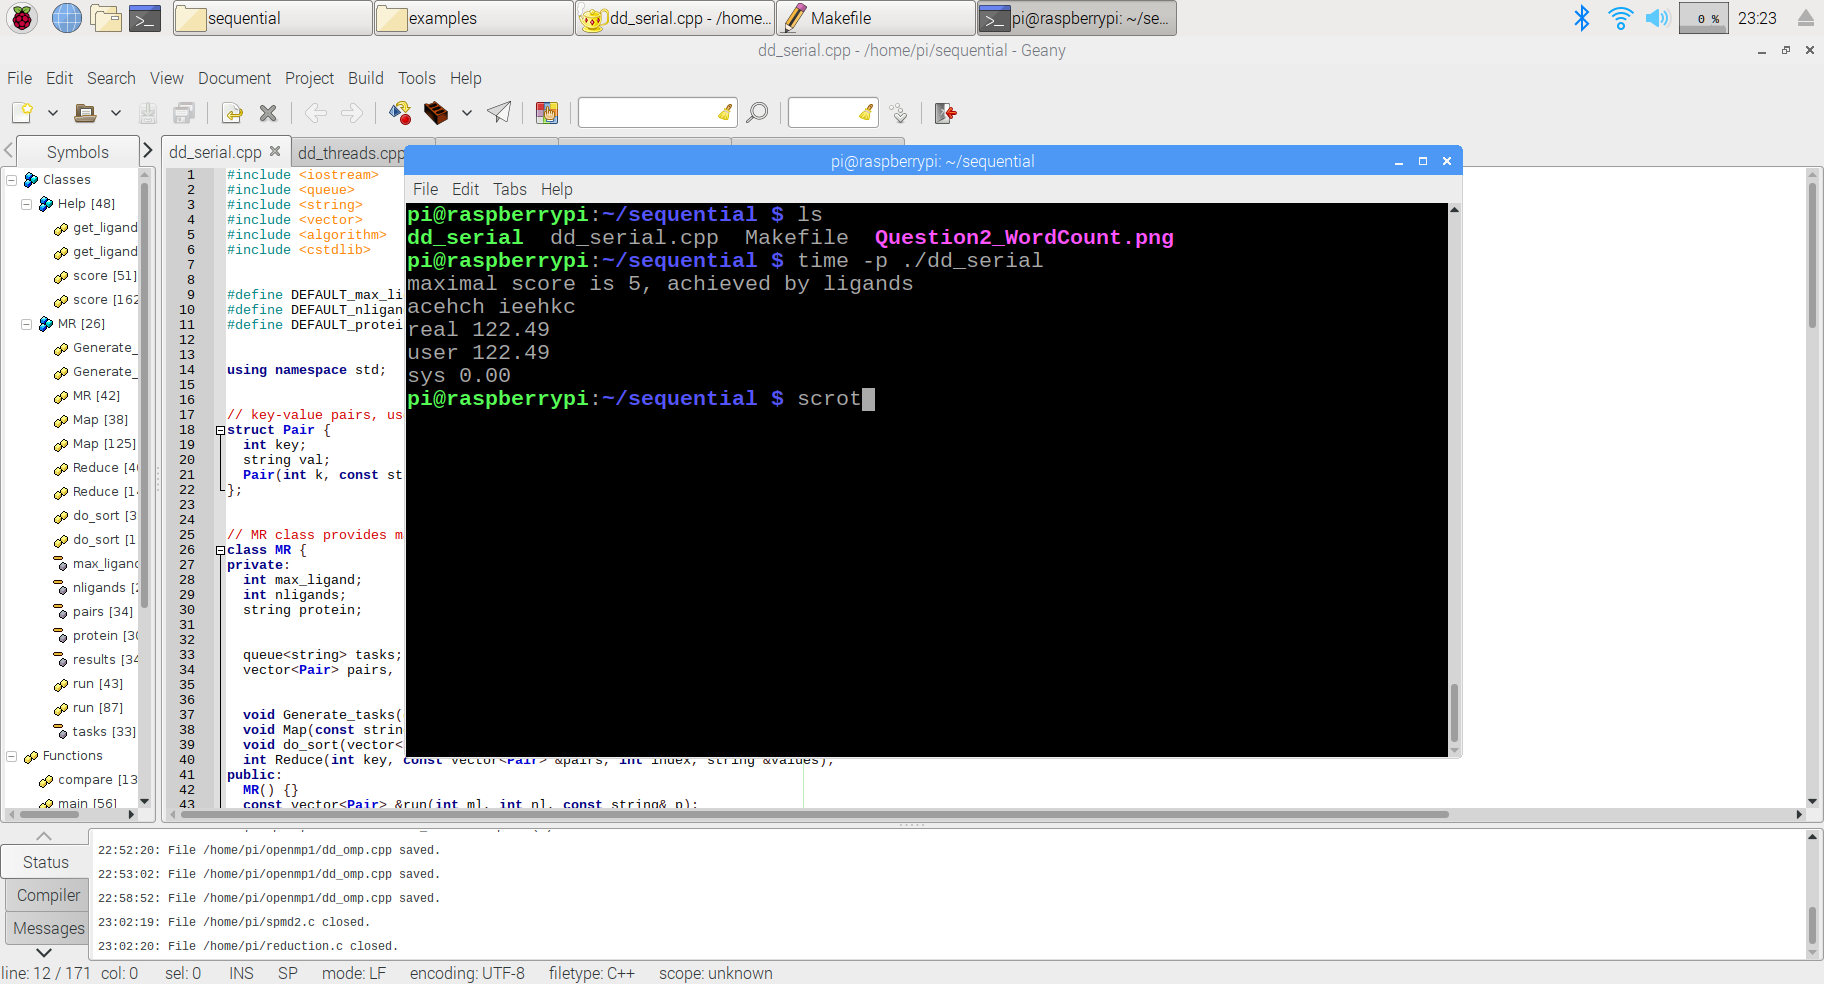 sequential
examples
dd_serial.cpp - /home...
Makefile
pi@raspberrypi: ~/se...
0 %
23:23
dd_serial.cpp - /home/pi/sequential - Geany
File Edit Search View Document Project Build Tools Help
Symbols
dd_serial.cpp
dd_threads.cpp
Classes
Help [48]
get_ligand
get_ligand
score [51]
score [162
MR [26]
Generate_
Generate_
MR [42]
Map [38]
Map [125]
Reduce [4
Reduce [1
do_sort [3
do_sort [1
max_ligand
nligands [2
pairs [34]
protein [30
results [34
run [43]
run [87]
tasks [33]
Functions
compare [13
main [56]
1 #include <iostream>
2 #include <queue>
3 #include <string>
4 #include <vector>
5 #include <algorithm>
6 #include <cstdlib>
7
8
9 #define DEFAULT_max_li
10 #define DEFAULT_nligan
11 #define DEFAULT_protei
12
13
14 using namespace std;
15
16
17 // key-value pairs, us
18 struct Pair {
19 int key;
20 string val;
21 Pair(int k, const st
22 };
23
24
25 // MR class provides m
26 class MR {
27 private:
28 int max_ligand;
29 int nligands;
30 string protein;
31
32
33 queue<string> tasks;
34 vector<Pair> pairs,
35
36
37 void Generate_tasks(
38 void Map(const strin
39 void do_sort(vector<
40 int Reduce(int key, const vector<Pair> &pairs, int index, string &values);
41 public:
42 MR() {}
43 const vector<Pair> &run(int ml, int nl, const string& p);
pi@raspberrypi: ~/sequential
File Edit Tabs Help
pi@raspberrypi:~/sequential $ ls
dd_serial dd_serial.cpp Makefile Question2_WordCount.png
pi@raspberrypi:~/sequential $ time -p ./dd_serial
maximal score is 5, achieved by ligands
acehch ieehkc
real 122.49
user 122.49
sys 0.00
pi@raspberrypi:~/sequential $ scrot
Status
Compiler
Messages
22:52:20: File /home/pi/openmp1/dd_omp.cpp saved.
22:53:02: File /home/pi/openmp1/dd_omp.cpp saved.
22:58:52: File /home/pi/openmp1/dd_omp.cpp saved.
23:02:19: File /home/pi/spmd2.c closed.
23:02:20: File /home/pi/reduction.c closed.
line: 12 / 171 col: 0 sel: 0 INS SP mode: LF encoding: UTF-8 filetype: C++ scope: unknown